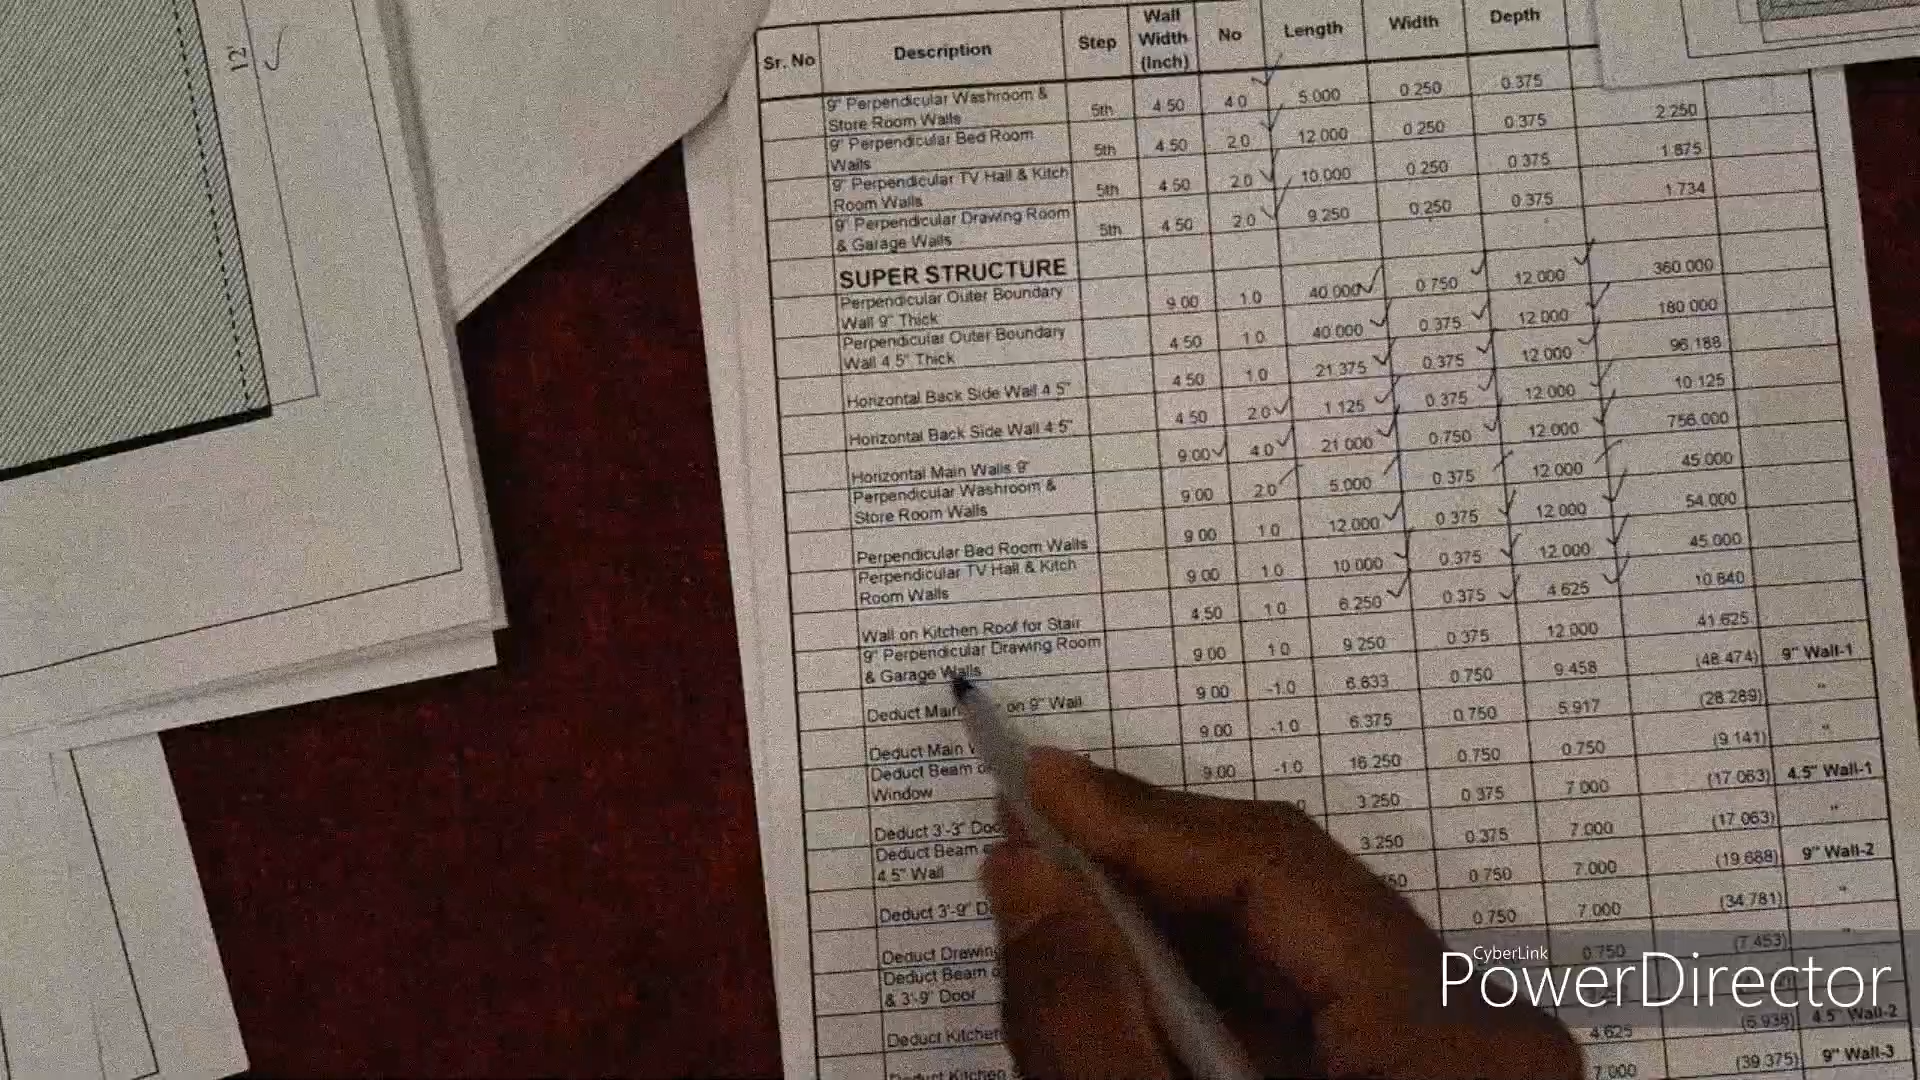 12
Sr. No Description Step Wall Width (Inch) No Length Width Depth
9" Perpendicular Washroom & Store Room Walls 5th 4.50 4.0 5.000 0.250 0.375
9" Perpendicular Bed Room Walls 5th 4.50 2.0 12.000 0.250 0.375 2.250
9" Perpendicular TV Hall & Kitch Room Walls 5th 4.50 2.0 10.000 0.250 0.375 1.875
9" Perpendicular Drawing Room & Garage Walls 5th 4.50 2.0 9.250 0.250 0.375 1.734
SUPER STRUCTURE
Perpendicular Outer Boundary Wall 9" Thick 9.00 1.0 40.000 0.750 12.000 360.000
Perpendicular Outer Boundary Wall 4.5" Thick 4.50 1.0 40.000 0.375 12.000 180.000
Horizontal Back Side Wall 4.5" 4.50 1.0 21.375 0.375 12.000 96.188
Horizontal Back Side Wall 4.5" 4.50 2.0 1.125 0.375 12.000 10.125
Horizontal Main Walls 9" 9.00 4.0 21.000 0.750 12.000 756.000
Perpendicular Washroom & Store Room Walls 9.00 2.0 5.000 0.375 12.000 45.000
Perpendicular Bed Room Walls 9.00 1.0 12.000 0.375 12.000 54.000
Perpendicular TV Hall & Kitch Room Walls 9.00 1.0 10.000 0.375 12.000 45.000
Wall on Kitchen Roof for Stair 4.50 1.0 6.250 0.375 4.625 10.840
9" Perpendicular Drawing Room & Garage Walls 9.00 1.0 9.250 0.375 12.000 41.625
Deduct Main on 9" Wall 9.00 -1.0 6.833 0.750 9.458 (48.474) 9" Wall-1
Deduct Main 9.00 -1.0 6.375 0.750 5.917 (28.289) "
Deduct Beam Window 9.00 -1.0 16.250 0.750 0.750 (9.141) "
Deduct 3'-3" 3.250 0.375 7.000 (17.063) 4.5" Wall-1
Deduct Beam 4.5" Wall 3.250 0.375 7.000 (17.063) "
Deduct 3'-9" 0.750 7.000 (19.688) 9" Wall-2
Deduct Drawing 0.750 7.000 (34.781) "
Deduct Beam & 3'-9" Door 0.750 (7.453) "
Deduct Kitchen 4.625 (6.938) 4.5" Wall-2
Deduct Kitchen 7.000 (39.375) 9" Wall-3
CyberLink
PowerDirector